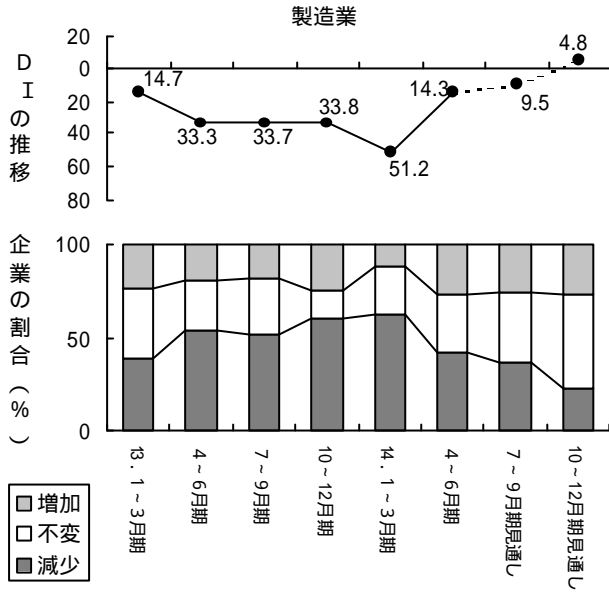 製造業
DIの推移
20
0
20
40
60
80
14.7
33.3
33.7
33.8
51.2
14.3
9.5
4.8
企業の割合(%)
100
50
0
13.1~3月期
4~6月期
7~9月期
10~12月期
14.1~3月期
4~6月期
7~9月期見通し
10~12月期見通し
増加
不変
減少